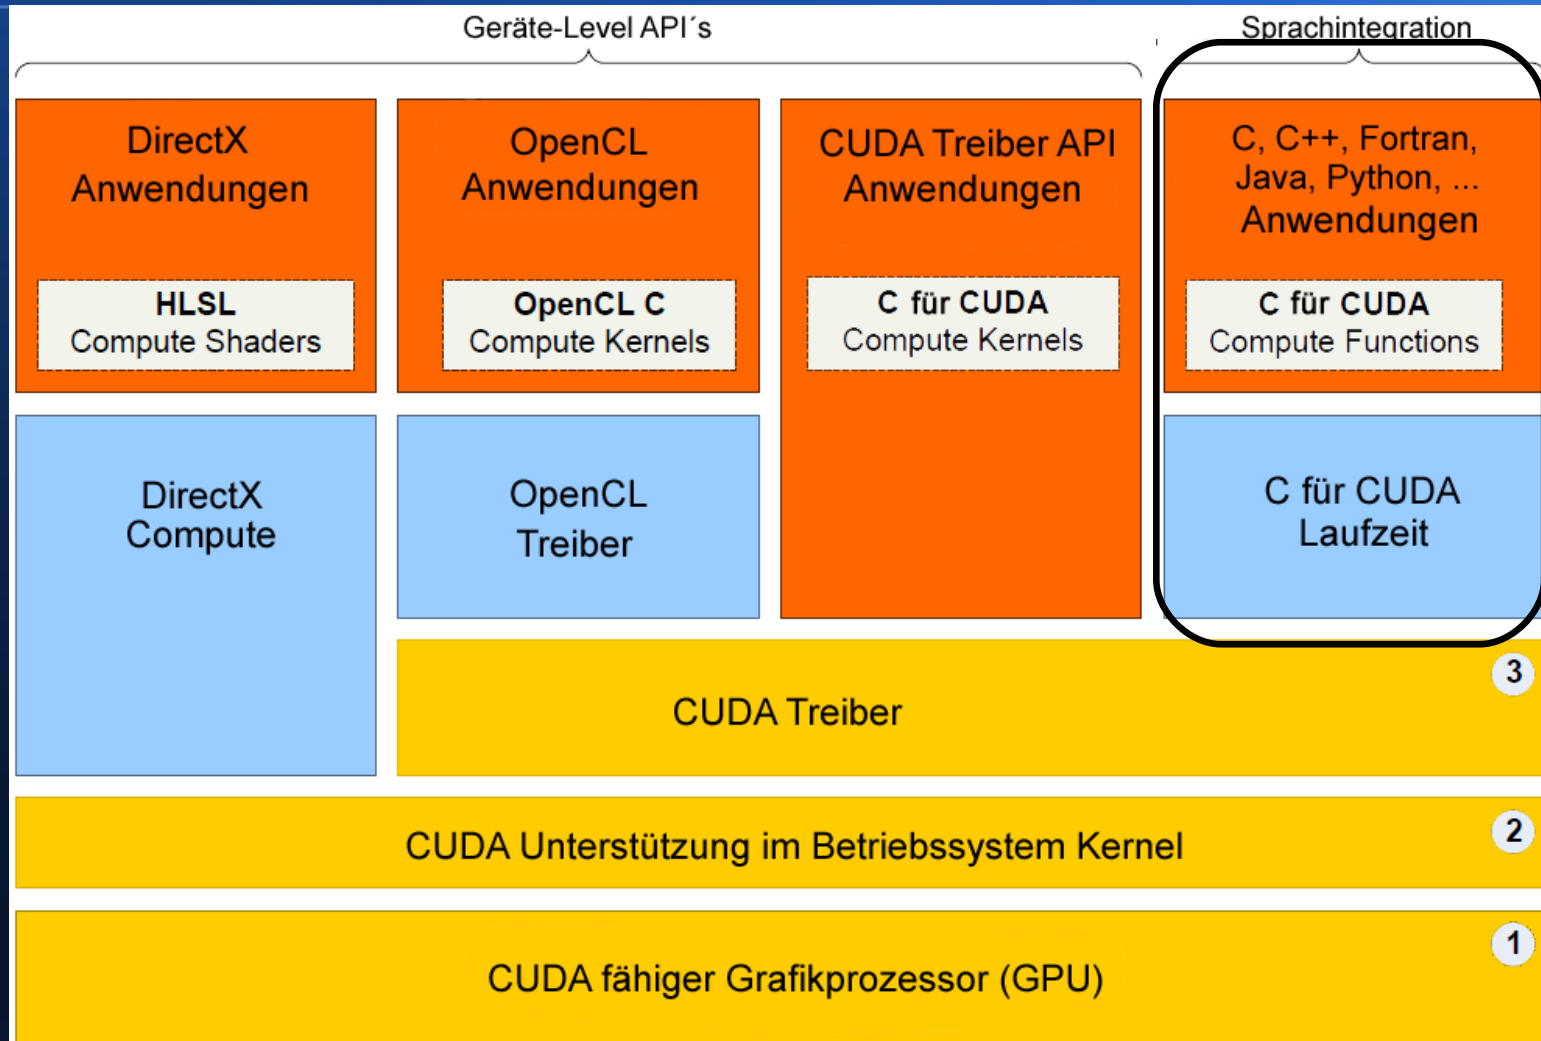 Geräte-Level API´s
Sprachintegration
DirectX
Anwendungen
HLSL
Compute Shaders
OpenCL
Anwendungen
OpenCL C
Compute Kernels
CUDA Treiber API
Anwendungen
C für CUDA
Compute Kernels
C, C++, Fortran,
Java, Python, ...
Anwendungen
C für CUDA
Compute Functions
DirectX
Compute
OpenCL
Treiber
C für CUDA
Laufzeit
3
CUDA Treiber
2
CUDA Unterstützung im Betriebssystem Kernel
1
CUDA fähiger Grafikprozessor (GPU)